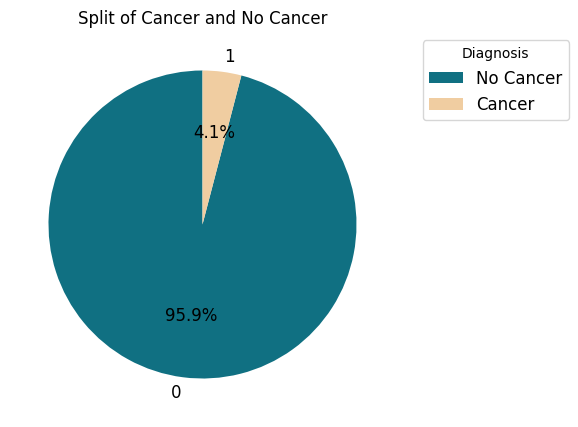 Split of Cancer and No Cancer
1
4.1%
95.9%
0
Diagnosis
No Cancer
Cancer